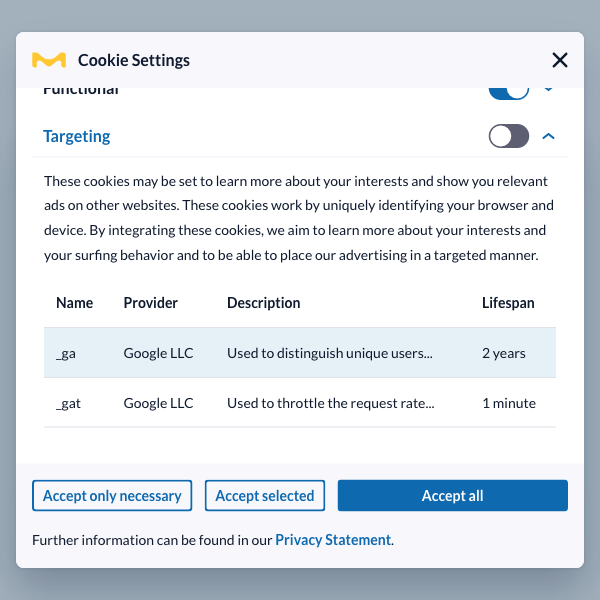 Cookie Settings
Functional
Targeting
These cookies may be set to learn more about your interests and show you relevant
ads on other websites. These cookies work by uniquely identifying your browser and
device. By integrating these cookies, we aim to learn more about your interests and
your surfing behavior and to be able to place our advertising in a targeted manner.
Name Provider Description Lifespan
_ga Google LLC Used to distinguish unique users... 2 years
_gat Google LLC Used to throttle the request rate... 1 minute
Accept only necessary Accept selected Accept all
Further information can be found in our Privacy Statement.